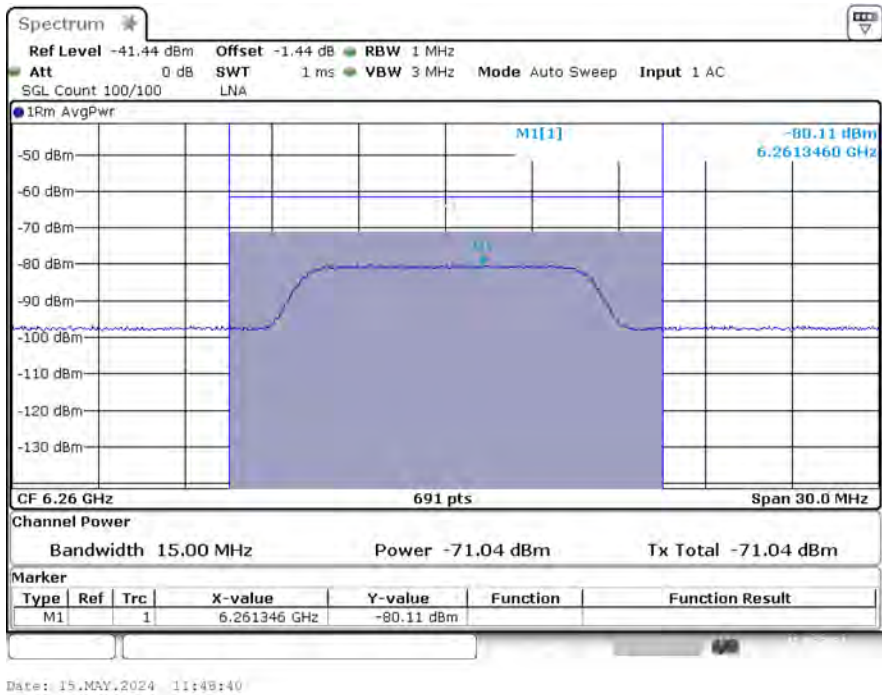 Spectrum
Ref Level -41.44 dBm Offset -1.44 dB RBW 1 MHz
Att 0 dB SWT 1 ms VBW 3 MHz Mode Auto Sweep Input 1 AC
SGL Count 100/100 LNA
1Rm AvgPwr
M1[1] -80.11 dBm
6.2613460 GHz
-50 dBm
-60 dBm
-70 dBm
M1
-80 dBm
-90 dBm
-100 dBm
-110 dBm
-120 dBm
-130 dBm
CF 6.26 GHz 691 pts Span 30.0 MHz
Channel Power
Bandwidth 15.00 MHz Power -71.04 dBm Tx Total -71.04 dBm
Marker
Type Ref Trc X-value Y-value Function Function Result
M1 1 6.261346 GHz -80.11 dBm
Date: 15.MAY.2024 11:48:40